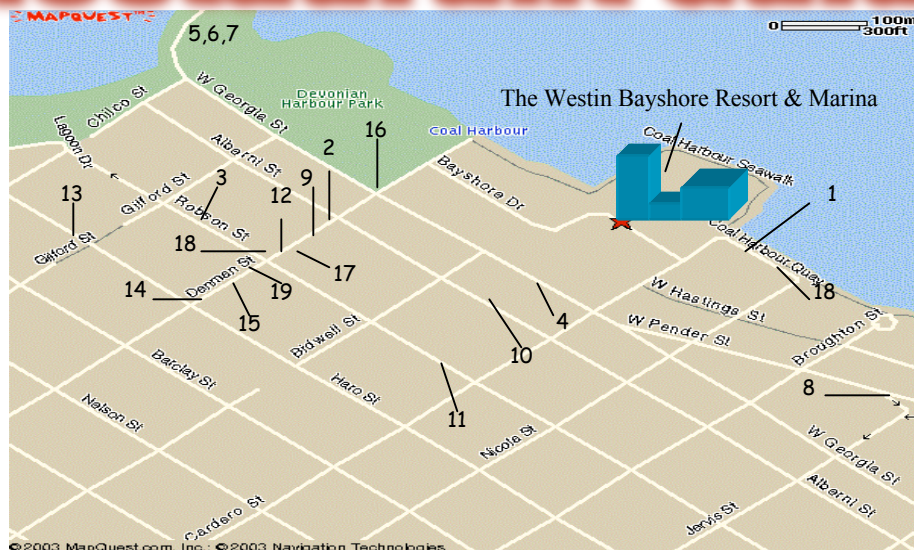 MAPQUEST™
0 100m
300ft
5,6,7
Chilco St
W Georgia St
Devonian
Harbour Park
The Westin Bayshore Resort & Marina
Lagoon Dr
Alberni St
2
16
Coal Harbour
Coal Harbour Seawalk
Bayshore Dr
13
Gilford St
3
9
12
1
Gilford St
Robson St
18
17
Coal Harbour Quay
18
Denman St
19
14
15
4
W Hastings St
W Pender St
Broughton St
Bidwell St
10
Barclay St
Haro St
11
8
Nelson St
Nicola St
W Georgia St
Alberni St
Cardero St
Jervis St
©2003 MapQuest.com, Inc.; ©2003 Navigation Technologies